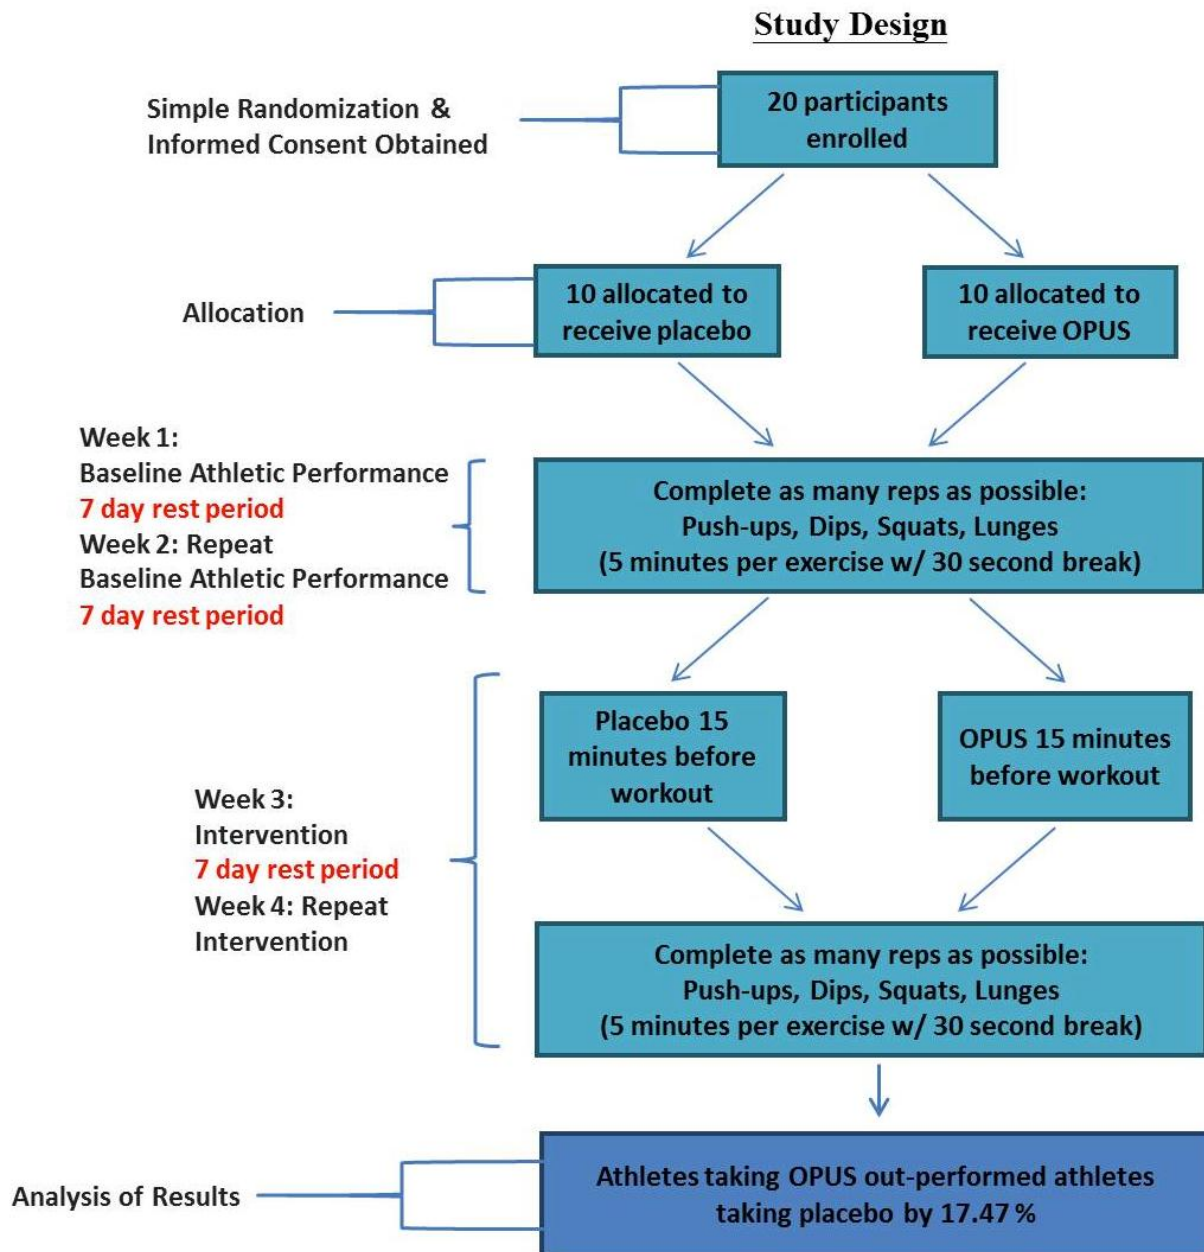 Study Design
Simple Randomization &
Informed Consent Obtained
20 participants
enrolled
Allocation
10 allocated to
receive placebo
10 allocated to
receive OPUS
Week 1:
Baseline Athletic Performance
7 day rest period
Week 2: Repeat
Baseline Athletic Performance
7 day rest period
Complete as many reps as possible:
Push-ups, Dips, Squats, Lunges
(5 minutes per exercise w/ 30 second break)
Placebo 15
minutes before
workout
OPUS 15 minutes
before workout
Week 3:
Intervention
7 day rest period
Week 4: Repeat
Intervention
Complete as many reps as possible:
Push-ups, Dips, Squats, Lunges
(5 minutes per exercise w/ 30 second break)
Analysis of Results
Athletes taking OPUS out-performed athletes
taking placebo by 17.47 %